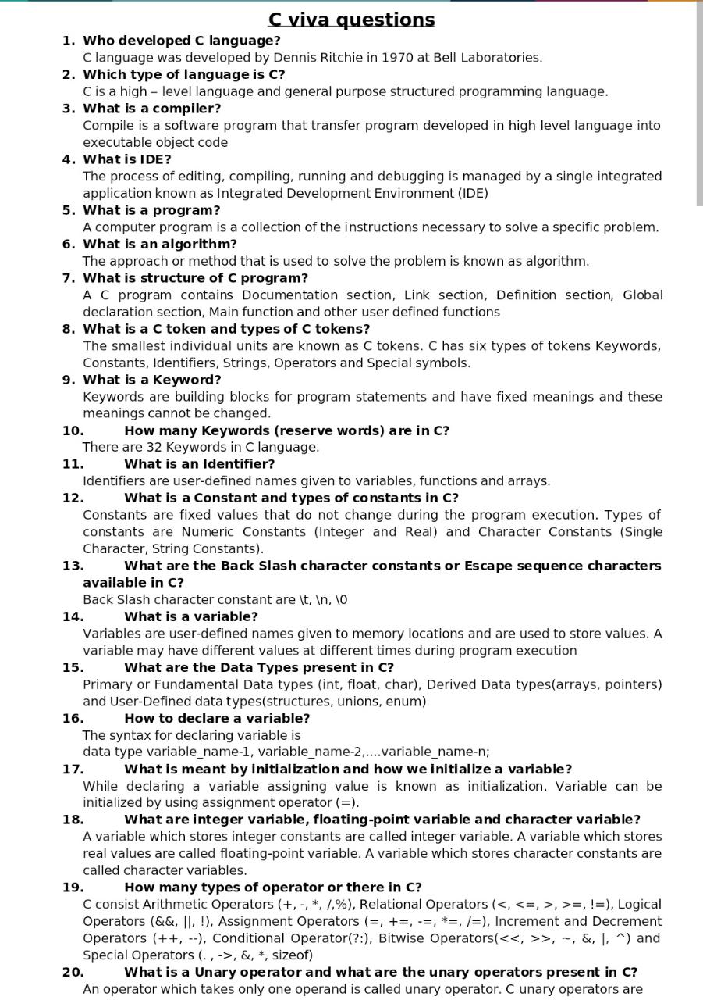 C viva questions
1. Who developed C language?
C language was developed by Dennis Ritchie in 1970 at Bell Laboratories.
2. Which type of language is C?
C is a high – level language and general purpose structured programming language.
3. What is a compiler?
Compile is a software program that transfer program developed in high level language into
executable object code
4. What is IDE?
The process of editing, compiling, running and debugging is managed by a single integrated
application known as Integrated Development Environment (IDE)
5. What is a program?
A computer program is a collection of the instructions necessary to solve a specific problem.
6. What is an algorithm?
The approach or method that is used to solve the problem is known as algorithm.
7. What is structure of C program?
A C program contains Documentation section, Link section, Definition section, Global
declaration section, Main function and other user defined functions
8. What is a C token and types of C tokens?
The smallest individual units are known as C tokens. C has six types of tokens Keywords,
Constants, Identifiers, Strings, Operators and Special symbols.
9. What is a Keyword?
Keywords are building blocks for program statements and have fixed meanings and these
meanings cannot be changed.
10. How many Keywords (reserve words) are in C?
There are 32 Keywords in C language.
11. What is an Identifier?
Identifiers are user-defined names given to variables, functions and arrays.
12. What is a Constant and types of constants in C?
Constants are fixed values that do not change during the program execution. Types of
constants are Numeric Constants (Integer and Real) and Character Constants (Single
Character, String Constants).
13. What are the Back Slash character constants or Escape sequence characters
available in C?
Back Slash character constant are \t, \n, \0
14. What is a variable?
Variables are user-defined names given to memory locations and are used to store values. A
variable may have different values at different times during program execution
15. What are the Data Types present in C?
Primary or Fundamental Data types (int, float, char), Derived Data types(arrays, pointers)
and User-Defined data types(structures, unions, enum)
16. How to declare a variable?
The syntax for declaring variable is
data type variable_name-1, variable_name-2,....variable_name-n;
17. What is meant by initialization and how we initialize a variable?
While declaring a variable assigning value is known as initialization. Variable can be
initialized by using assignment operator (=).
18. What are integer variable, floating-point variable and character variable?
A variable which stores integer constants are called integer variable. A variable which stores
real values are called floating-point variable. A variable which stores character constants are
called character variables.
19. How many types of operator or there in C?
C consist Arithmetic Operators (+, -, *, /,%), Relational Operators (<, <=, >, >=, !=), Logical
Operators (&&, ||, !), Assignment Operators (=, +=, -=, *=, /=), Increment and Decrement
Operators (++, --), Conditional Operator(?:), Bitwise Operators(<<, >>, ~, &, |, ^) and
Special Operators (. , ->, &, *, sizeof)
20. What is a Unary operator and what are the unary operators present in C?
An operator which takes only one operand is called unary operator. C unary operators are